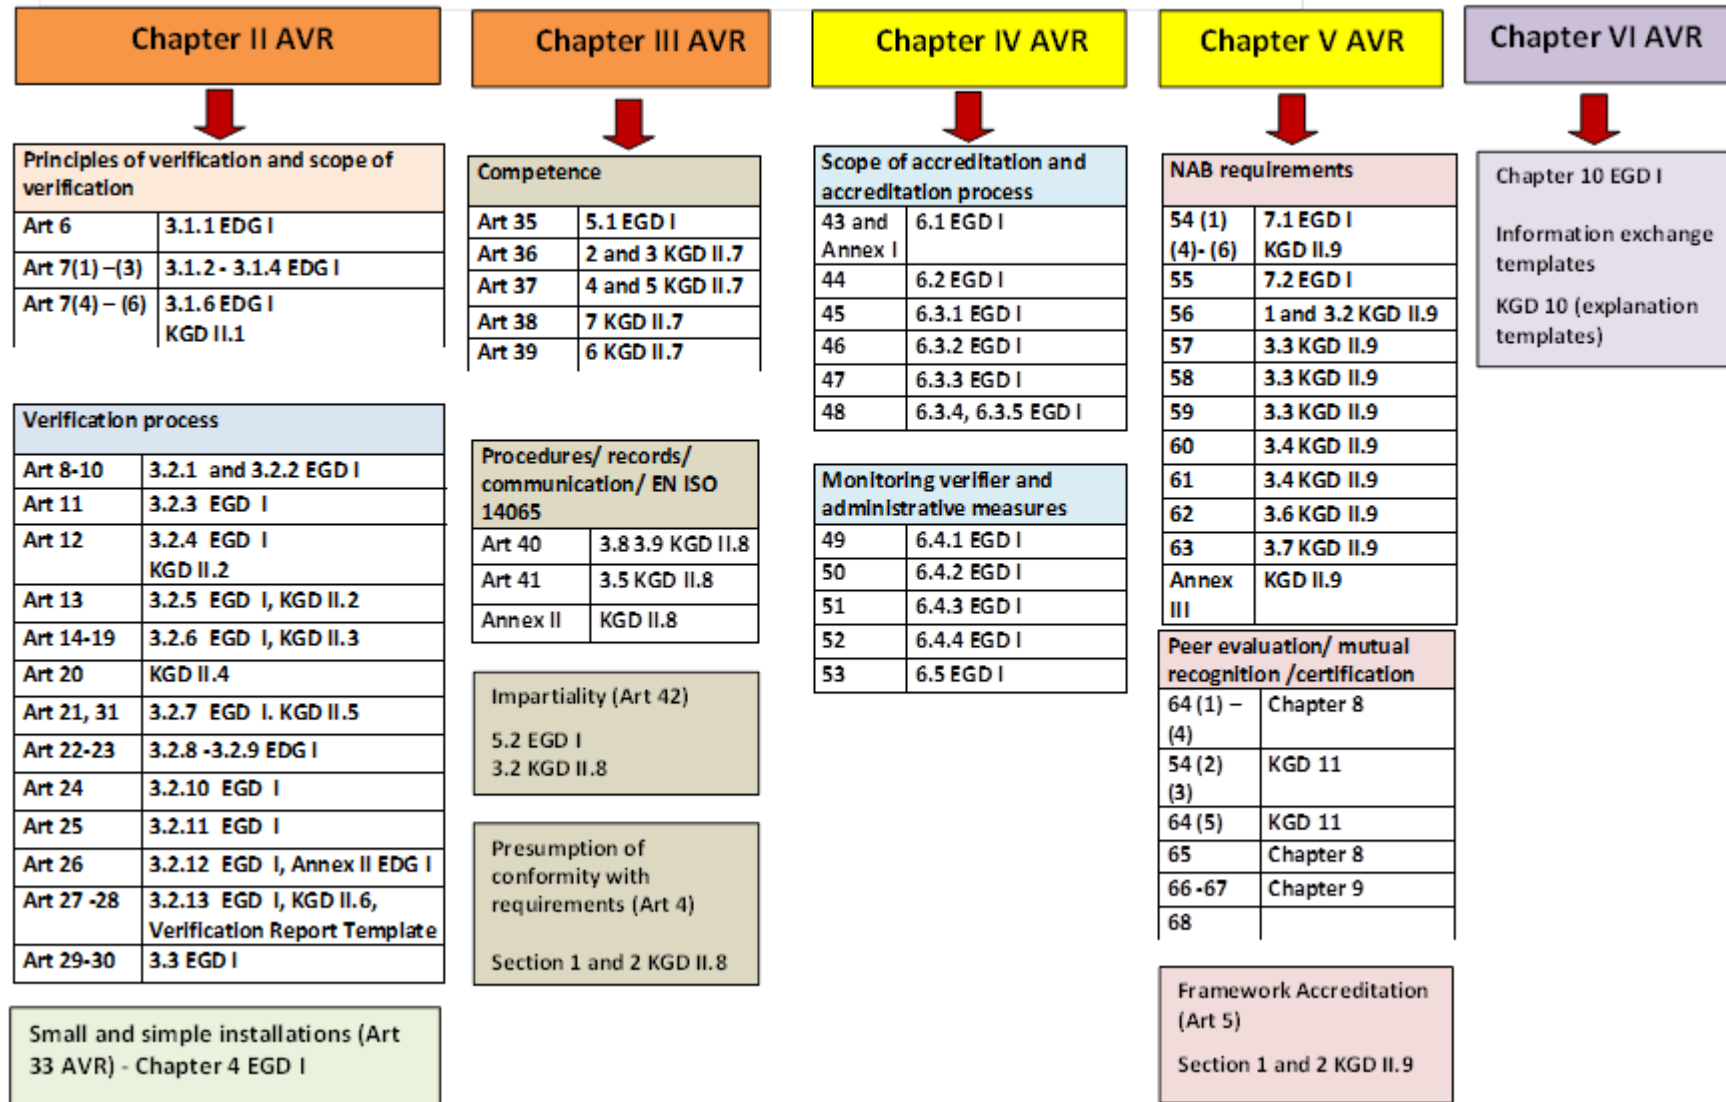 Chapter II AVR
Principles of verification and scope of
verification
Art 6 3.1.1 EDG I
Art 7(1) –(3) 3.1.2 - 3.1.4 EDG I
Art 7(4) – (6) 3.1.6 EDG I
KGD II.1
Verification process
Art 8-10 3.2.1 and 3.2.2 EGD I
Art 11 3.2.3 EGD I
Art 12 3.2.4 EGD I
KGD II.2
Art 13 3.2.5 EGD I, KGD II.2
Art 14-19 3.2.6 EGD I, KGD II.3
Art 20 KGD II.4
Art 21, 31 3.2.7 EGD I. KGD II.5
Art 22-23 3.2.8 -3.2.9 EDG I
Art 24 3.2.10 EGD I
Art 25 3.2.11 EGD I
Art 26 3.2.12 EGD I, Annex II EDG I
Art 27 -28 3.2.13 EGD I, KGD II.6,
Verification Report Template
Art 29-30 3.3 EGD I
Small and simple installations (Art
33 AVR) - Chapter 4 EGD I
Chapter III AVR
Competence
Art 35 5.1 EGD I
Art 36 2 and 3 KGD II.7
Art 37 4 and 5 KGD II.7
Art 38 7 KGD II.7
Art 39 6 KGD II.7
Procedures/ records/
communication/ EN ISO
14065
Art 40 3.8 3.9 KGD II.8
Art 41 3.5 KGD II.8
Annex II KGD II.8
Impartiality (Art 42)
5.2 EGD I
3.2 KGD II.8
Presumption of
conformity with
requirements (Art 4)
Section 1 and 2 KGD II.8
Chapter IV AVR
Scope of accreditation and
accreditation process
43 and 6.1 EGD I
Annex I
44 6.2 EGD I
45 6.3.1 EGD I
46 6.3.2 EGD I
47 6.3.3 EGD I
48 6.3.4, 6.3.5 EGD I
Monitoring verifier and
administrative measures
49 6.4.1 EGD I
50 6.4.2 EGD I
51 6.4.3 EGD I
52 6.4.4 EGD I
53 6.5 EGD I
Chapter V AVR
NAB requirements
54 (1) 7.1 EGD I
(4)- (6) KGD II.9
55 7.2 EGD I
56 1 and 3.2 KGD II.9
57 3.3 KGD II.9
58 3.3 KGD II.9
59 3.3 KGD II.9
60 3.4 KGD II.9
61 3.4 KGD II.9
62 3.6 KGD II.9
63 3.7 KGD II.9
Annex KGD II.9
III
Peer evaluation/ mutual
recognition /certification
64 (1) – Chapter 8
(4)
54 (2) KGD 11
(3)
64 (5) KGD 11
65 Chapter 8
66 -67 Chapter 9
68
Framework Accreditation
(Art 5)
Section 1 and 2 KGD II.9
Chapter VI AVR
Chapter 10 EGD I
Information exchange
templates
KGD 10 (explanation
templates)